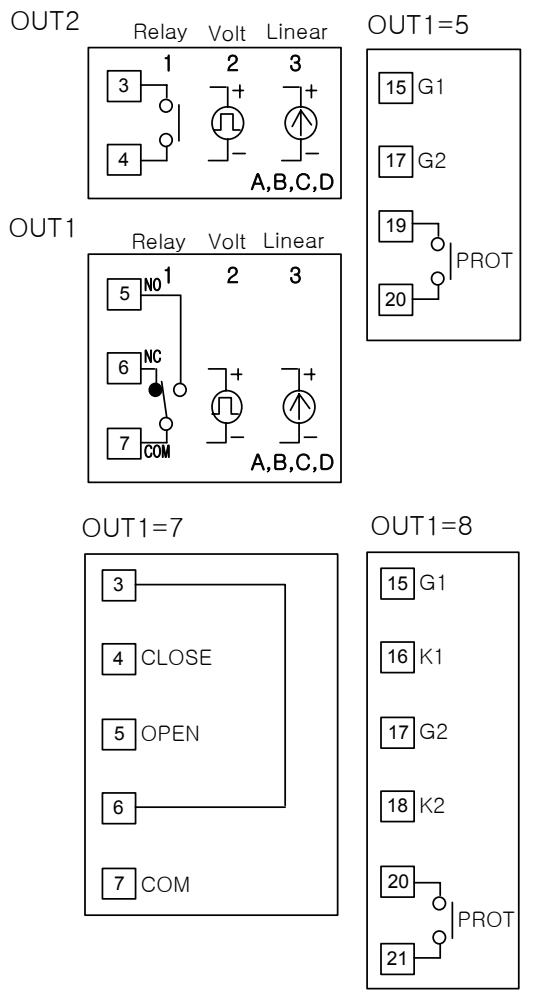 OUT2
Relay Volt Linear
1 2 3
3
+ +
4
− −
A,B,C,D
OUT1
Relay Volt Linear
1 2 3
5 NO
6 NC
+ +
7 COM
− −
A,B,C,D
OUT1=5
15 G1
17 G2
19
PROT
20
OUT1=7
3
4 CLOSE
5 OPEN
6
7 COM
OUT1=8
15 G1
16 K1
17 G2
18 K2
20
PROT
21